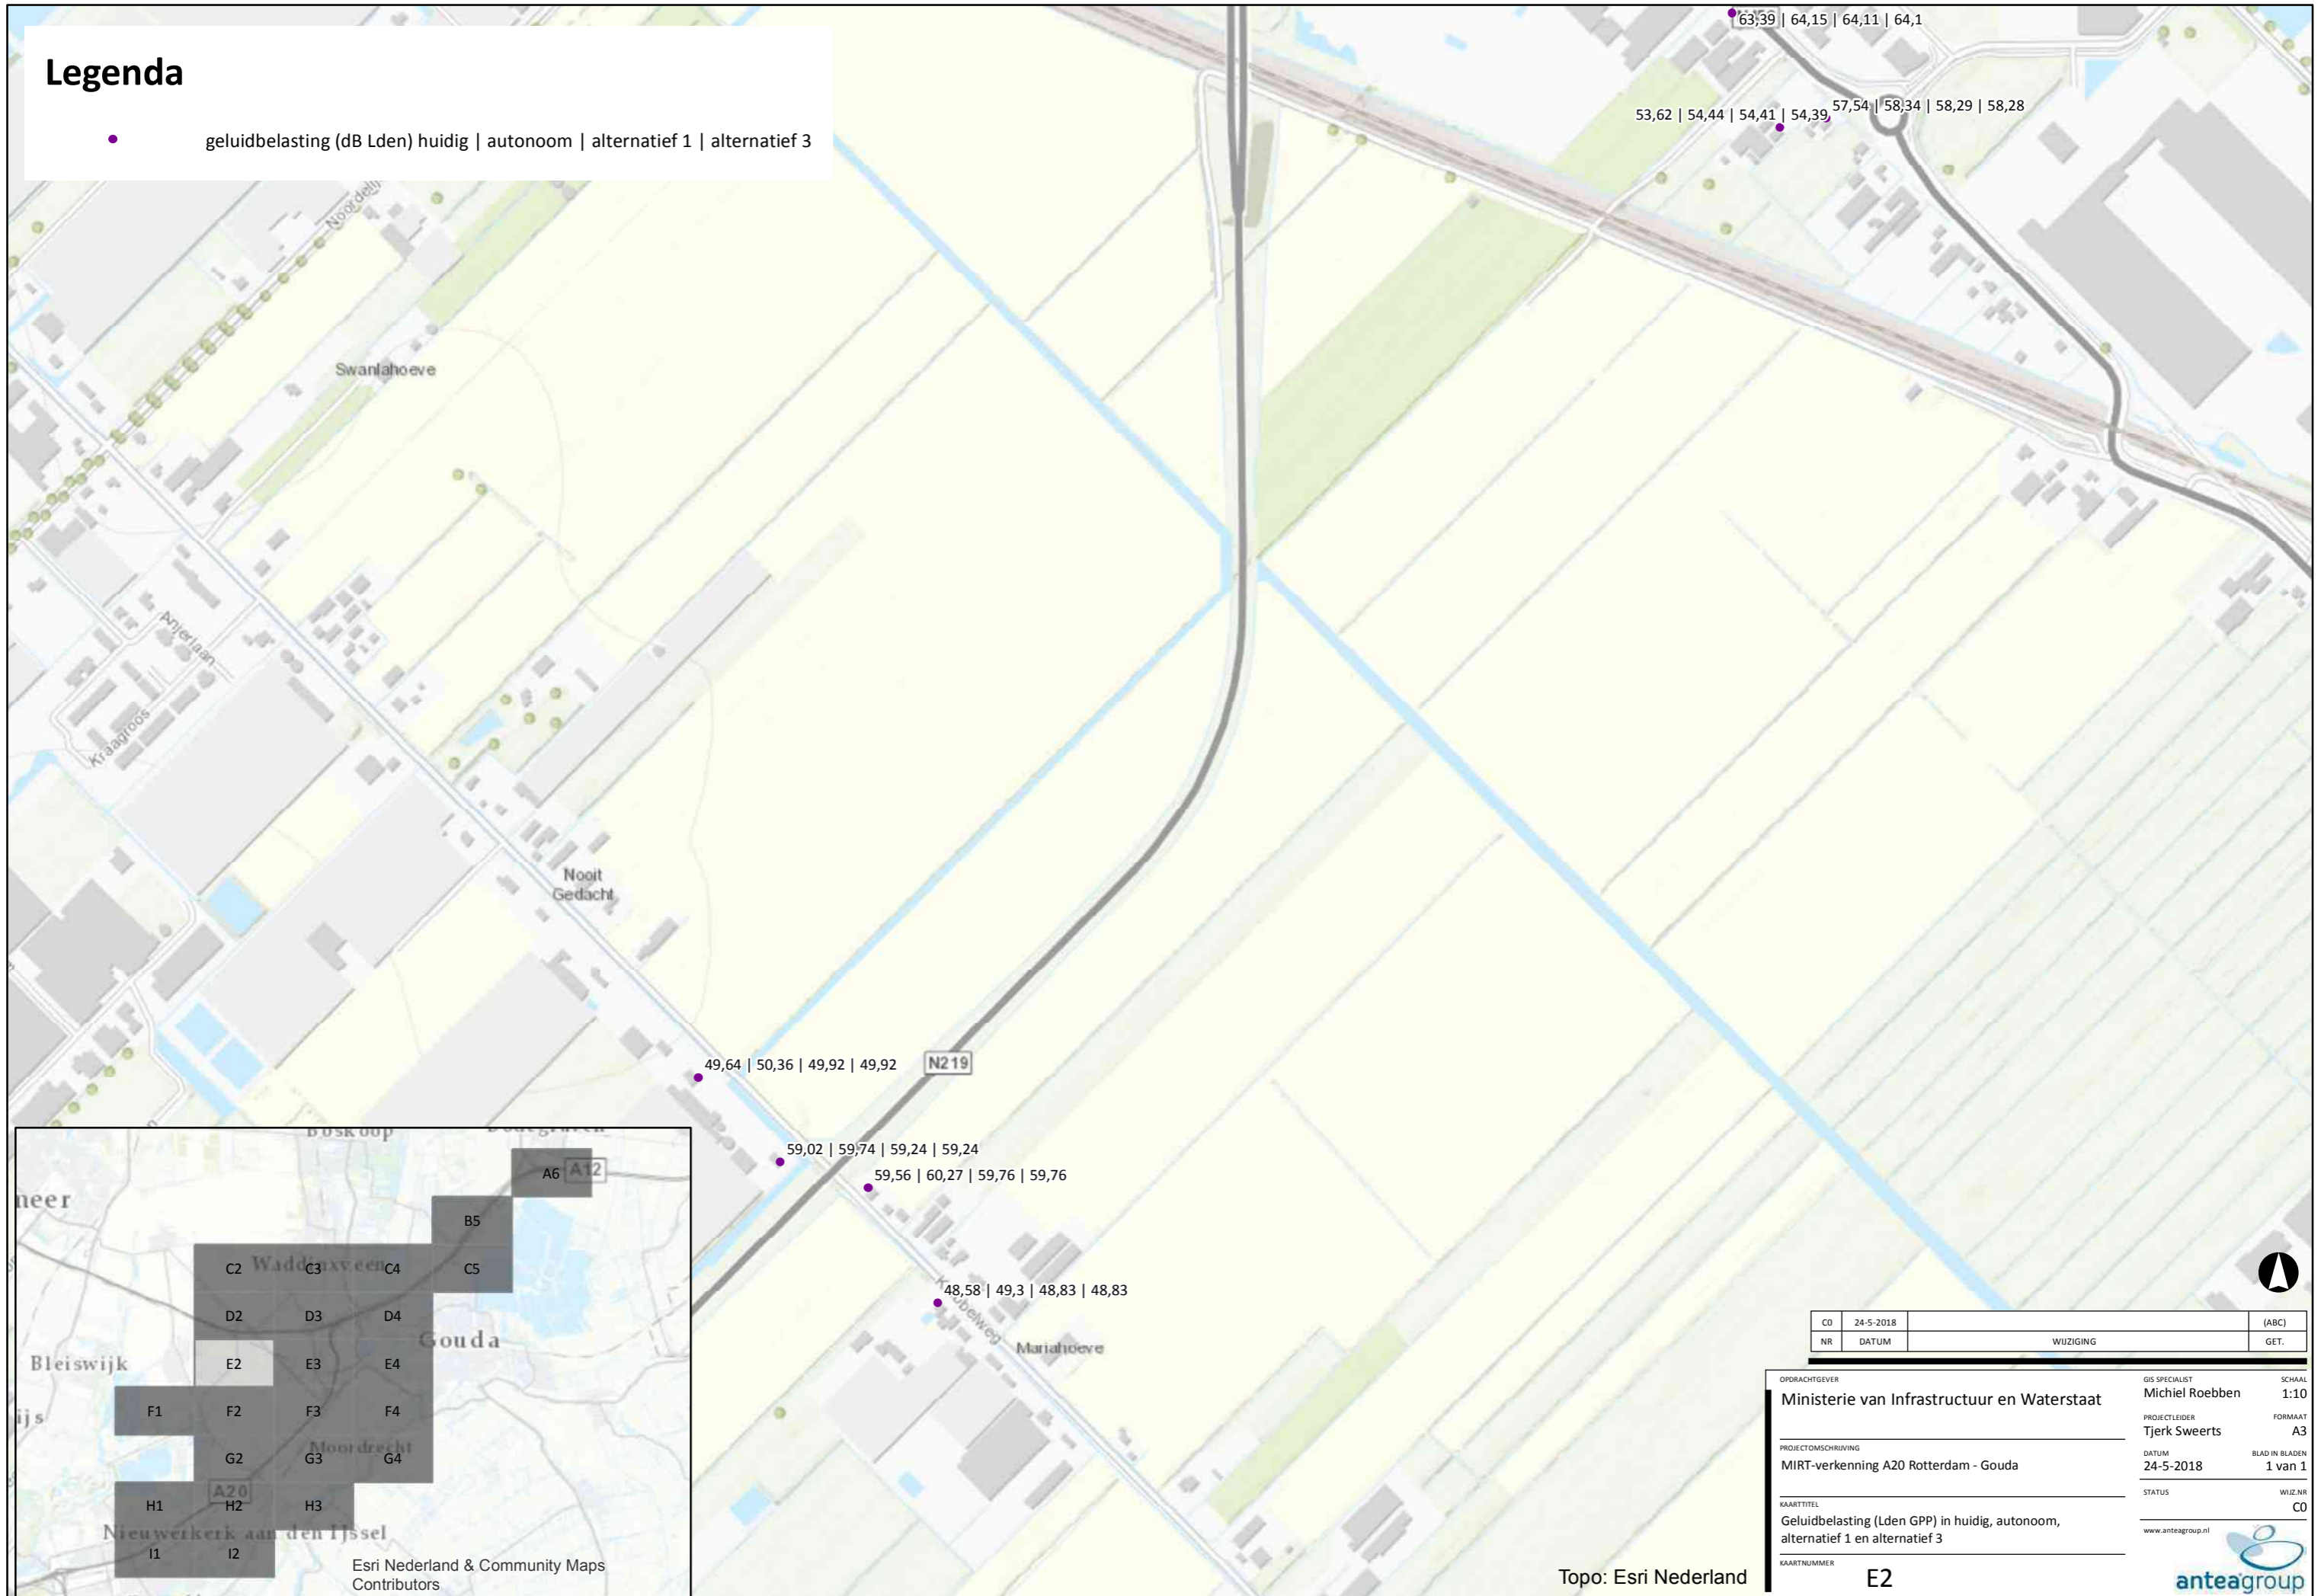 Legenda
geluidbelasting (dB Lden) huidig | autonoom | alternatief 1 | alternatief 3
63,39 | 64,15 | 64,11 | 64,1
53,62 | 54,44 | 54,41 | 54,39
57,54 | 58,34 | 58,29 | 58,28
Swanlahoeve
Anjerlaan
Kraagroos
Nooit
Gedacht
49,64 | 50,36 | 49,92 | 49,92
N219
59,02 | 59,74 | 59,24 | 59,24
59,56 | 60,27 | 59,76 | 59,76
48,58 | 49,3 | 48,83 | 48,83
Mariahoeve
A6
A12
B5
C2
Waddinxveen
C3
C4
C5
D2
D3
D4
Gouda
Bleiswijk
E2
E3
E4
F1
F2
F3
F4
Moordrecht
G2
G3
G4
A20
H1
H2
H3
Nieuwerkerk aan den IJssel
I1
I2
Esri Nederland & Community Maps
Contributors
Topo: Esri Nederland
C0 24-5-2018 (ABC)
NR DATUM WIJZIGING GET.
OPDRACHTGEVER
Ministerie van Infrastructuur en Waterstaat
GIS SPECIALIST
Michiel Roebben
SCHAAL
1:10
PROJECTLEIDER
Tjerk Sweerts
FORMAAT
A3
PROJECTOMSCHRIJVING
MIRT-verkenning A20 Rotterdam - Gouda
DATUM
24-5-2018
BLAD IN BLADEN
1 van 1
STATUS
WIJZ.NR
C0
KAARTTITEL
Geluidbelasting (Lden GPP) in huidig, autonoom,
alternatief 1 en alternatief 3
www.anteagroup.nl
KAARTNUMMER
E2
anteagroup